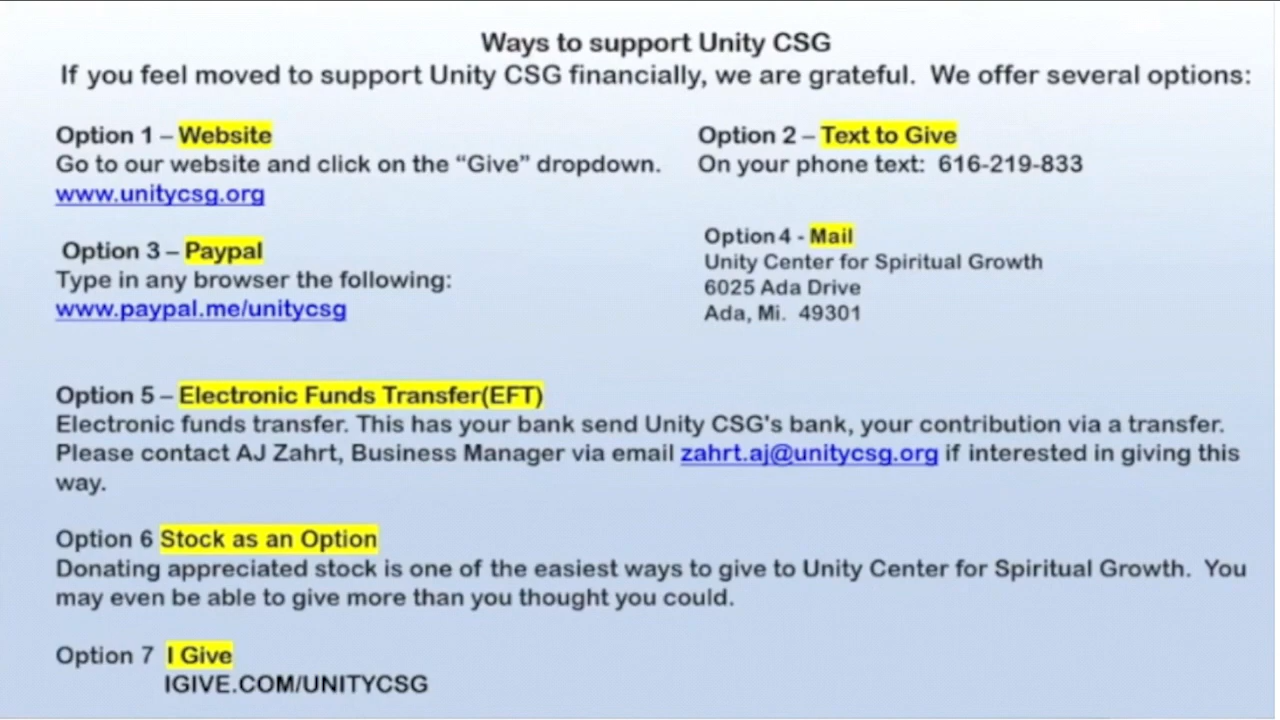 Ways to support Unity CSG
If you feel moved to support Unity CSG financially, we are grateful.  We offer several options:
Option 1 – Website
Go to our website and click on the “Give” dropdown.
www.unitycsg.org
Option 2 – Text to Give
On your phone text:  616-219-833
Option 3 – Paypal
Type in any browser the following:
www.paypal.me/unitycsg
Option 4 - Mail
Unity Center for Spiritual Growth
6025 Ada Drive
Ada, Mi.  49301
Option 5 – Electronic Funds Transfer(EFT)
Electronic funds transfer. This has your bank send Unity CSG's bank, your contribution via a transfer.
Please contact AJ Zahrt, Business Manager via email zahrt.aj@unitycsg.org if interested in giving this
way.
Option 6 Stock as an Option
Donating appreciated stock is one of the easiest ways to give to Unity Center for Spiritual Growth.  You
may even be able to give more than you thought you could.
Option 7  I Give
IGIVE.COM/UNITYCSG